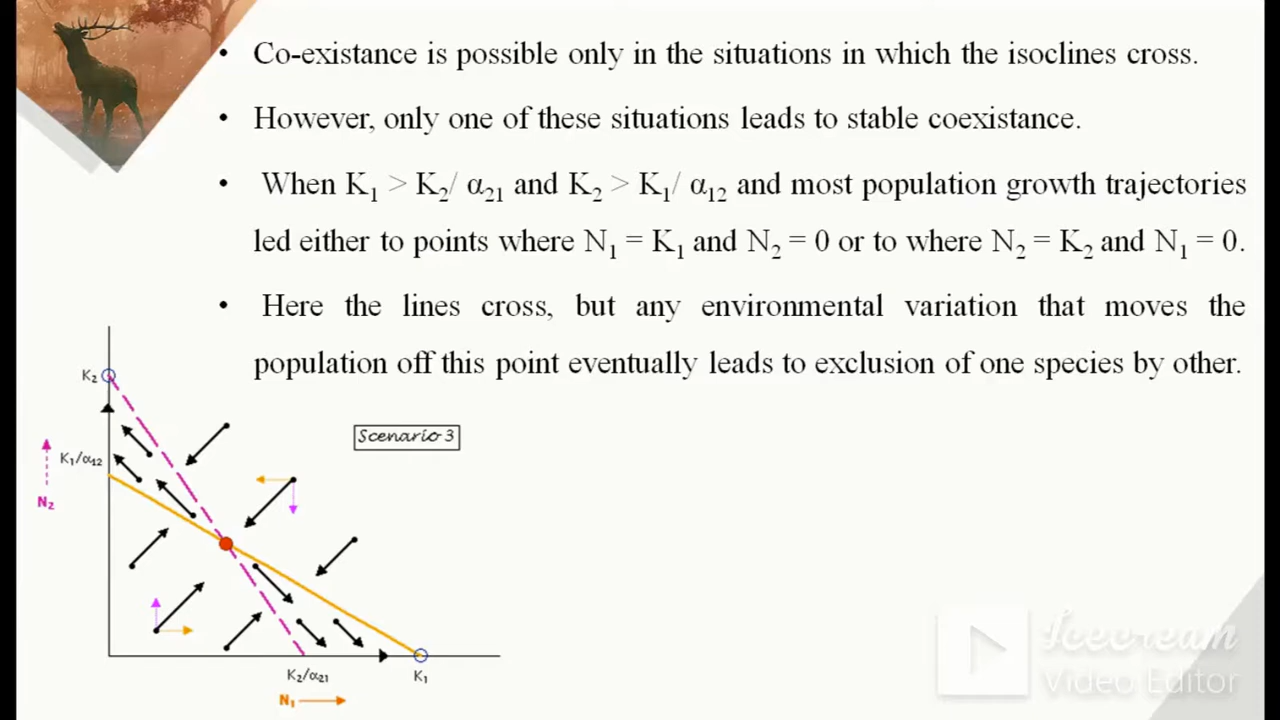 • Co-existance is possible only in the situations in which the isoclines cross.
• However, only one of these situations leads to stable coexistance.
• When K₁ > K₂/ α₂₁ and K₂ > K₁/ α₁₂ and most population growth trajectories
led either to points where N₁ = K₁ and N₂ = 0 or to where N₂ = K₂ and N₁ = 0.
• Here the lines cross, but any environmental variation that moves the
population off this point eventually leads to exclusion of one species by other.
K₂
Scenario 3
K₁/α₁₂
N₂
K₂/α₂₁
K₁
N₁
Icecream
Video Editor